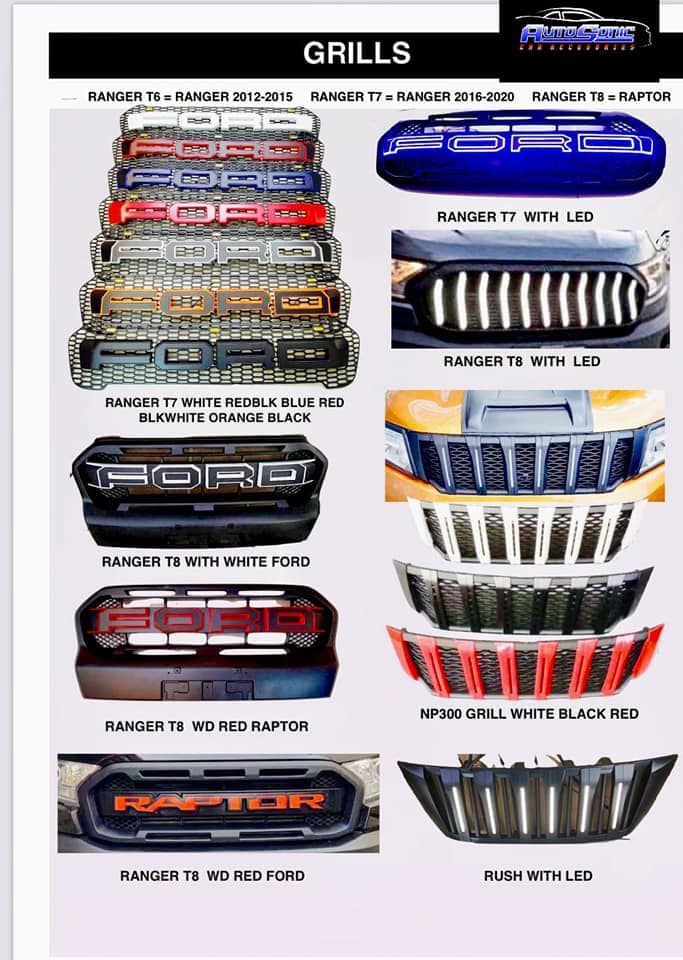 AUTOSONIC
CAR ACCESSORIES
GRILLS
RANGER T6 = RANGER 2012-2015 RANGER T7 = RANGER 2016-2020 RANGER T8 = RAPTOR
FORD
FORD
FORD
FORD
FORD
FORD
FORD
RANGER T7 WHITE REDBLK BLUE RED
BLKWHITE ORANGE BLACK
FORD
RANGER T7 WITH LED
RANGER T8 WITH LED
FORD
RANGER T8 WITH WHITE FORD
FORD
RANGER T8 WD RED RAPTOR
NP300 GRILL WHITE BLACK RED
RAPTOR
RANGER T8 WD RED FORD
RUSH WITH LED